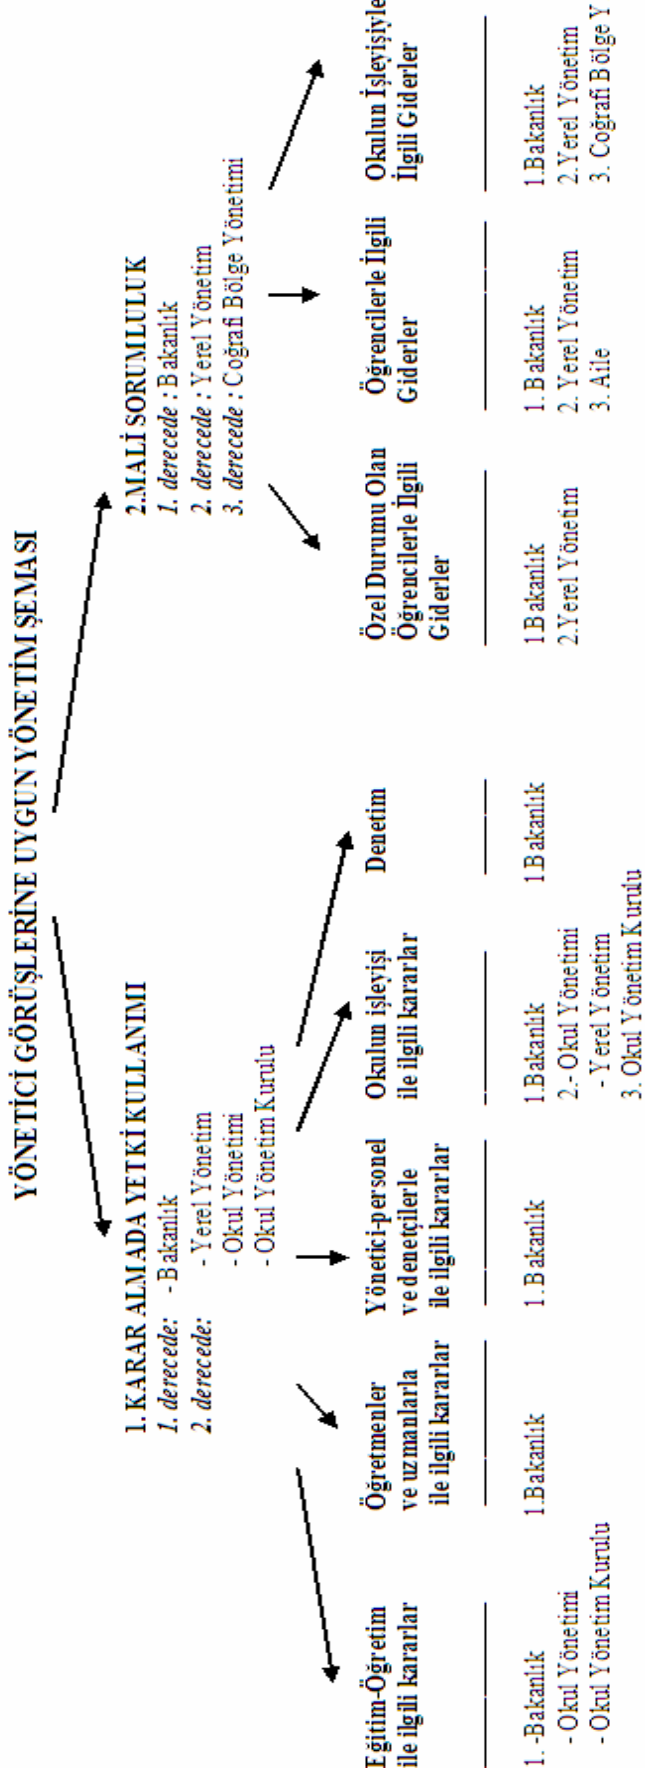 YÖNETİCİ GÖRÜŞLERİNE UYGUN YÖNETİM ŞEMASI
1. KARAR ALMADA YETKİ KULLANIMI
1. derecede: - Bakanlık
2. derecede: - Yerel Yönetim
- Okul Yönetimi
- Okul Yönetim Kurulu
2.MALİ SORUMLULUK
1. derecede : Bakanlık
2. derecede : Yerel Yönetim
3. derecede : Coğrafi Bölge Yönetimi
Eğitim-Öğretim
ile ilgili kararlar
1. -Bakanlık
- Okul Yönetimi
- Okul Yönetim Kurulu
Öğretmenler
ve uzmanlarla
ile ilgili kararlar
1.Bakanlık
Yönetici-personel
ve denetçilerle
ile ilgili kararlar
1. Bakanlık
Okulun işleyişi
ile ilgili kararlar
1.Bakanlık
2.- Okul Yönetimi
- Yerel Yönetim
3. Okul Yönetim Kurulu
Denetim
1.Bakanlık
Özel Durumu Olan
Öğrencilerle İlgili
Giderler
1Bakanlık
2.Yerel Yönetim
Öğrencilerle İlgili
Giderler
1. Bakanlık
2. Yerel Yönetim
3. Aile
Okulun İşleyişiyle
İlgili Giderler
1.Bakanlık
2.Yerel Yönetim
3. Coğrafi Bölge Y